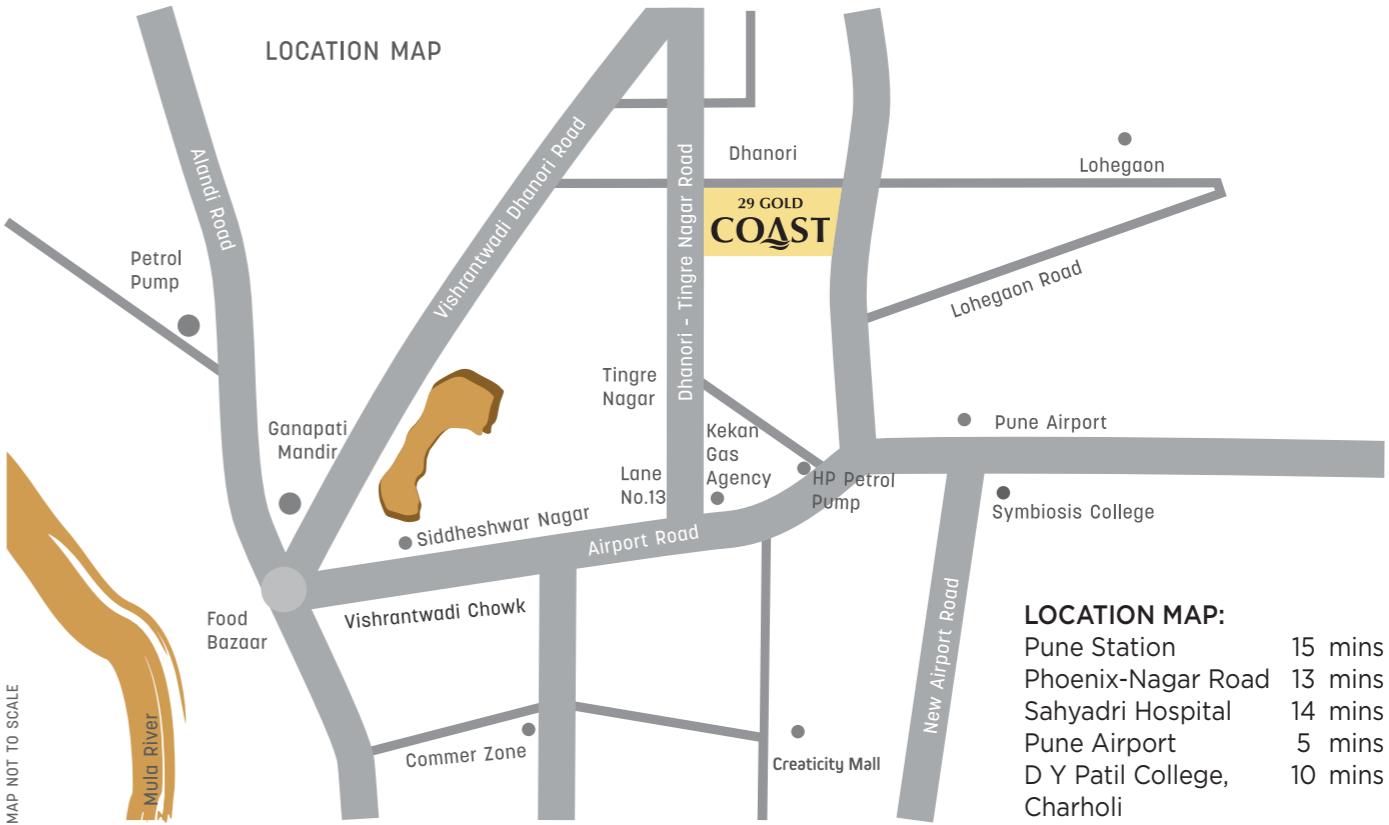 LOCATION MAP
Alandi Road
Vishrantwadi Dhanori Road
Dhanori - Tingre Nagar Road
Dhanori
Lohegaon
29 GOLD
COAST
Lohegaon Road
Petrol
Pump
Ganapati
Mandir
Tingre
Nagar
Kekan
Gas
Agency
Lane
No.13
HP Petrol
Pump
Pune Airport
Symbiosis College
Siddheshwar Nagar
Airport Road
Vishrantwadi Chowk
Food
Bazaar
New Airport Road
Commer Zone
Creaticity Mall
Mula River
MAP NOT TO SCALE
LOCATION MAP:
Pune Station 15 mins
Phoenix-Nagar Road 13 mins
Sahyadri Hospital 14 mins
Pune Airport 5 mins
D Y Patil College, 10 mins
Charholi